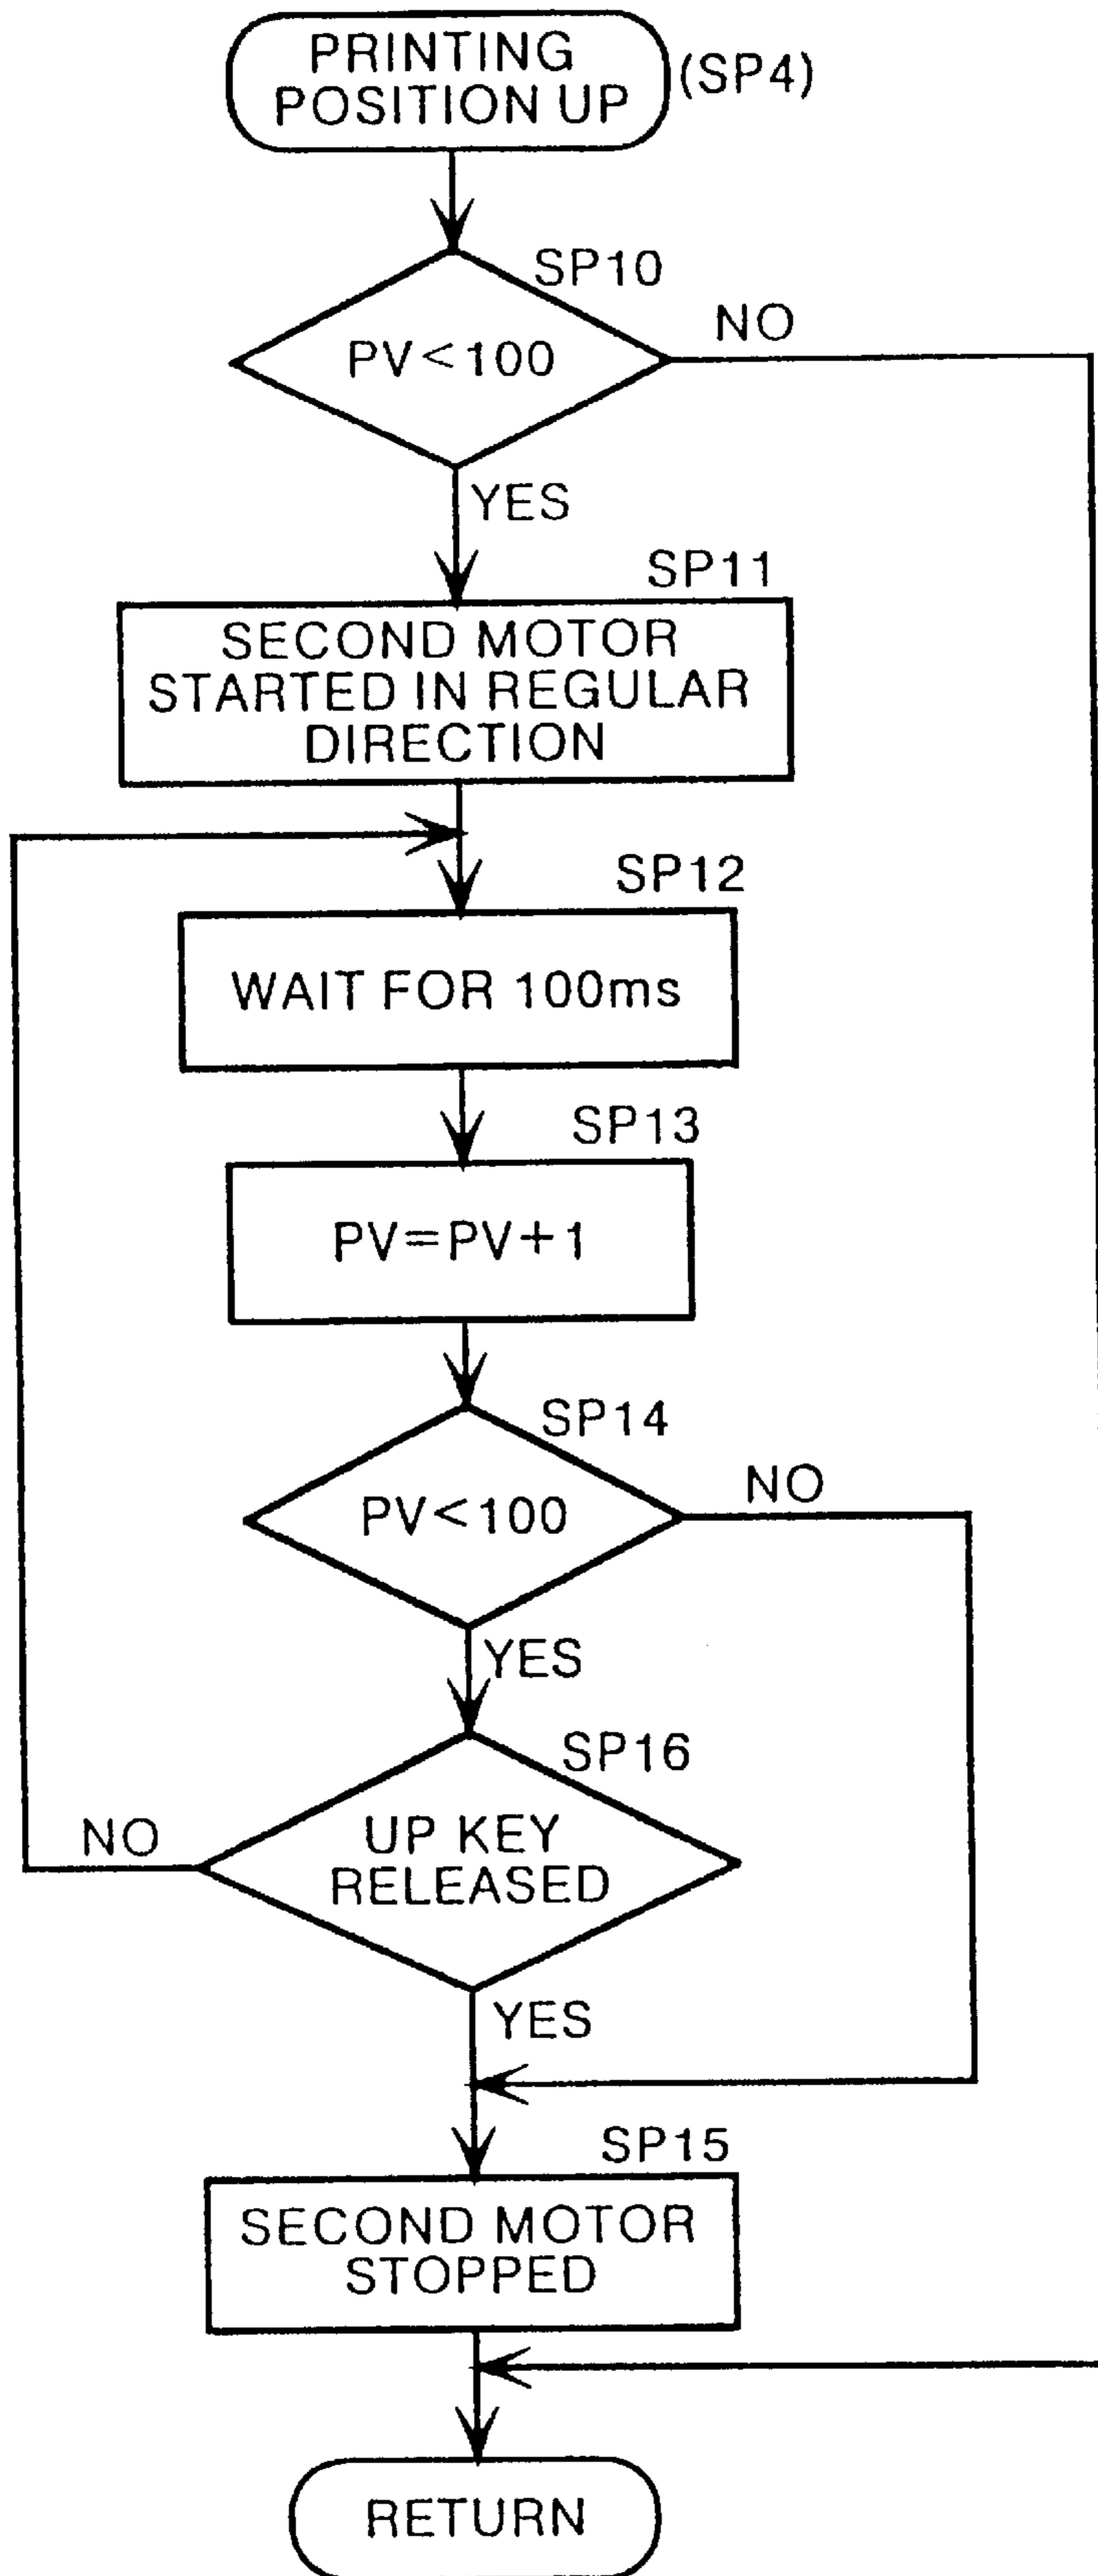 PRINTING
POSITION UP
(SP4)
SP10
PV<100
NO
YES
SP11
SECOND MOTOR
STARTED IN REGULAR
DIRECTION
SP12
WAIT FOR 100ms
SP13
PV=PV+1
SP14
PV<100
NO
YES
SP16
UP KEY
RELEASED
NO
YES
SP15
SECOND MOTOR
STOPPED
RETURN